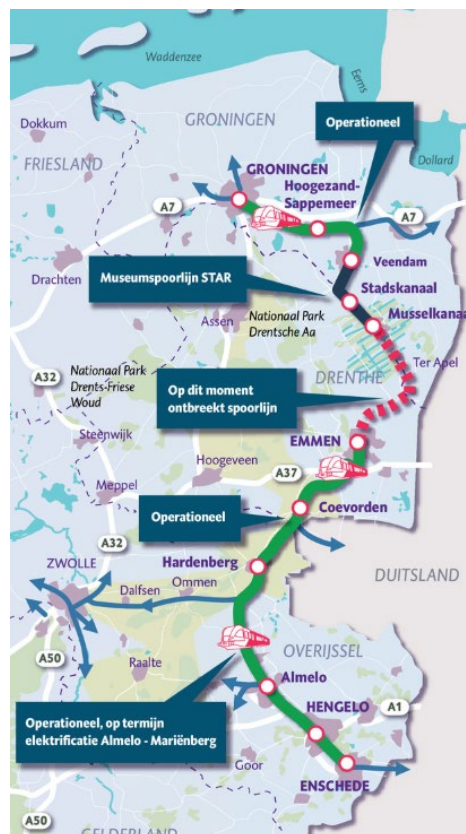 Waddenzee
Eems
GRONINGEN
Dokkum
Operationeel
Dollard
FRIESLAND
GRONINGEN
Hoogezand-
Sappemeer
A7
A7
Veendam
Drachten
Museumspoorlijn STAR
Stadskanaal
Nationaal Park
Drentsche Aa
Musselkanaal
Assen
Ter Apel
A32
Nationaal Park
Drents-Friese
Woud
DRENTHE
Op dit moment
ontbreekt spoorlijn
Steenwijk
EMMEN
Hoogeveen
A37
Meppel
Coevorden
Operationeel
A32
ZWOLLE
Hardenberg
DUITSLAND
Dalfsen
Ommen
A50
OVERIJSSEL
Raalte
Almelo
Operationeel, op termijn
elektrificatie Almelo - Mariënberg
HENGELO
A1
Goor
ENSCHEDE
A50
GELDERLAND